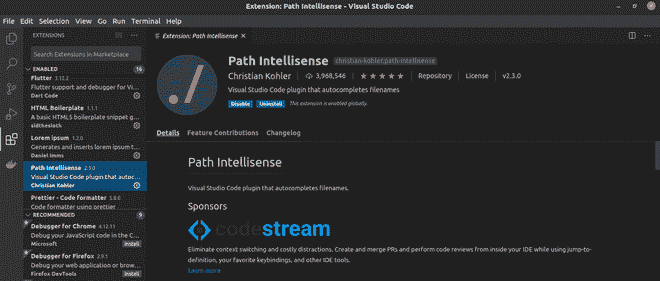 Extension: Path Intellisense - Visual Studio Code
File Edit Selection View Go Run Terminal Help
EXTENSIONS
Extension: Path Intellisense
Search Extensions in Marketplace
ENABLED 16
Flutter 3.12.2
Flutter support and debugger for Vi...
Dart Code
HTML Boilerplate 1.1.1
A basic HTML5 boilerplate snippet g...
sidthesloth
Lorem ipsum 1.2.0
Generates and inserts lorem ipsum t...
Daniel Imms
Path Intellisense 2.3.0
Visual Studio Code plugin that autoc...
Christian Kohler
Prettier - Code formatter 5.8.0
Code formatter using prettier
RECOMMENDED 9
Debugger for Chrome 4.12.11
Debug your JavaScript code in the C...
Microsoft Install
Debugger for Firefox 2.9.1
Debug your web application or brow...
Firefox DevTools Install
Path Intellisense christian-kohler.path-intellisense
Christian Kohler 3,968,546 Repository License v2.3.0
Visual Studio Code plugin that autocompletes filenames
Disable Uninstall This extension is enabled globally.
Details Feature Contributions Changelog
Path Intellisense
Visual Studio Code plugin that autocompletes filenames.
Sponsors
codestream
Eliminate context switching and costly distractions. Create and merge PRs and perform code reviews from inside your IDE while using jump-to-
definition, your favorite keybindings, and other IDE tools.
Learn more